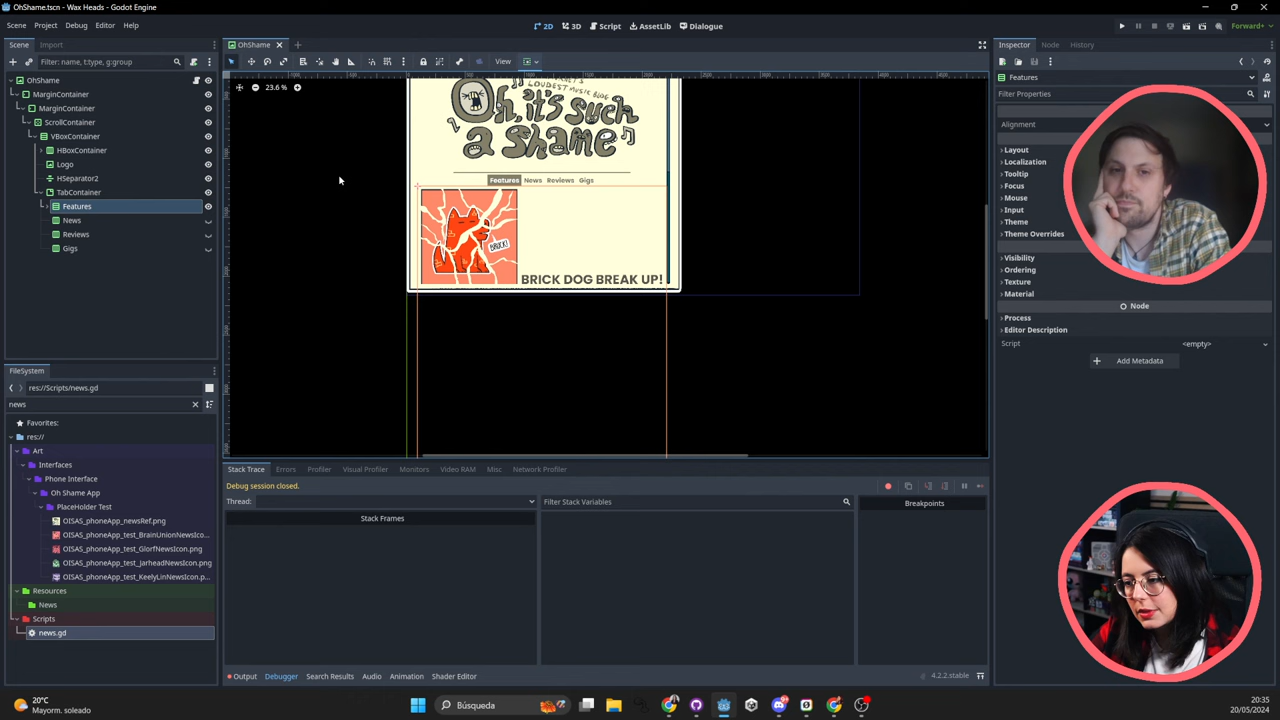 OhShame.tscn - Wax Heads - Godot Engine
Scene Project Debug Editor Help
2D 3D Script AssetLib Dialogue
Forward+
Scene Import
OhShame
Inspector Node History
Filter: name, t:type, g:group
View
Features
23.6 %
Filter Properties
OhShame
MarginContainer
MarginContainer
ScrollContainer
VBoxContainer
HBoxContainer
Logo
HSeparator2
TabContainer
Features
News
Reviews
Gigs
LOUDEST MUSIC BLOG
Oh, it's such
a shame
Features News Reviews Gigs
BRICK!
BRICK DOG BREAK UP!
Alignment
Layout
Localization
Tooltip
Focus
Mouse
Input
Theme
Theme Overrides
Visibility
Ordering
Texture
Material
Node
Process
Editor Description
Script <empty>
Add Metadata
FileSystem
res://Scripts/news.gd
news
Favorites:
res://
Art
Interfaces
Phone Interface
Oh Shame App
PlaceHolder Test
OISAS_phoneApp_newsRef.png
OISAS_phoneApp_test_BrainUnionNewsIco...
OISAS_phoneApp_test_GlorfNewsIcon.png
OISAS_phoneApp_test_JarheadNewsIcon.png
OISAS_phoneApp_test_KeelyLinNewsIcon.p...
Resources
News
Scripts
news.gd
Stack Trace Errors Profiler Visual Profiler Monitors Video RAM Misc Network Profiler
Debug session closed.
Thread:
Filter Stack Variables
Stack Frames
Breakpoints
Output Debugger Search Results Audio Animation Shader Editor
4.2.2.stable
20°C
Mayorm. soleado
Búsqueda
20:35
20/05/2024